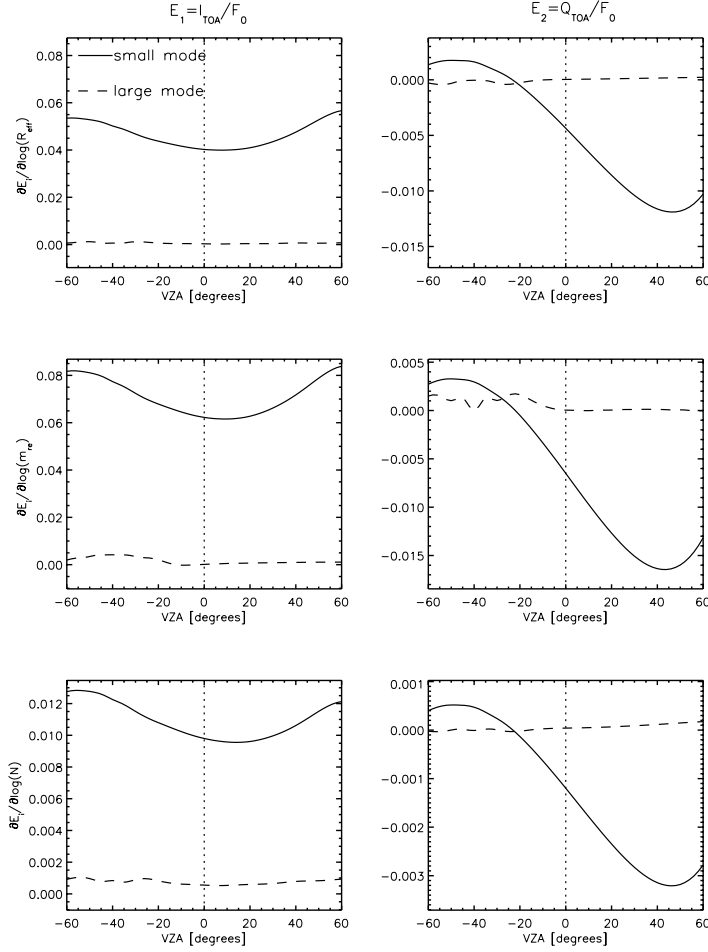 E₁=I_TOA/F₀
E₂=Q_TOA/F₀
small mode
large mode
∂Eᵢ/∂log(R_eff)
0.08
0.06
0.04
0.02
0.00
−60 −40 −20 0 20 40 60
VZA [degrees]
0.000
−0.005
−0.010
−0.015
−60 −40 −20 0 20 40 60
VZA [degrees]
∂Eᵢ/∂log(m_re)
0.08
0.06
0.04
0.02
0.00
−60 −40 −20 0 20 40 60
VZA [degrees]
0.005
0.000
−0.005
−0.010
−0.015
−60 −40 −20 0 20 40 60
VZA [degrees]
∂Eᵢ/∂log(N)
0.012
0.010
0.008
0.006
0.004
0.002
0.000
−60 −40 −20 0 20 40 60
VZA [degrees]
0.001
0.000
−0.001
−0.002
−0.003
−60 −40 −20 0 20 40 60
VZA [degrees]